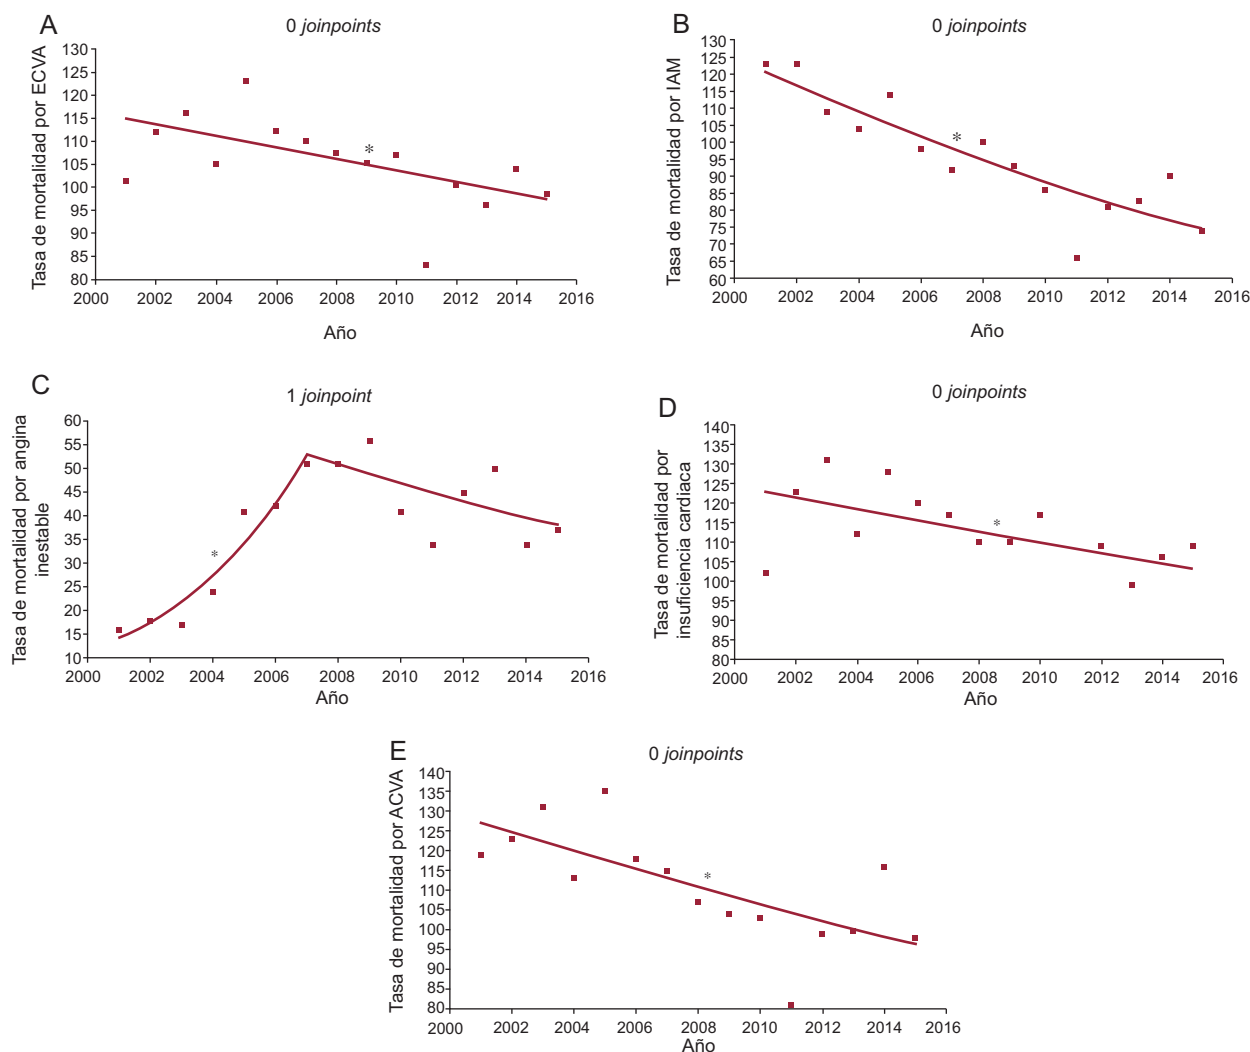 A
0 joinpoints
Tasa de mortalidad por ECVA
130
125
120
115
110
105
100
95
90
85
80
2000 2002 2004 2006 2008 2010 2012 2014 2016
*
Año
B
0 joinpoints
Tasa de mortalidad por IAM
130
125
120
115
110
105
100
95
90
85
80
75
70
65
60
2000 2002 2004 2006 2008 2010 2012 2014 2016
*
Año
C
1 joinpoint
Tasa de mortalidad por angina
inestable
60
55
50
45
40
35
30
25
20
15
10
2000 2002 2004 2006 2008 2010 2012 2014 2016
*
Año
D
0 joinpoints
Tasa de mortalidad por
insuficiencia cardiaca
140
135
130
125
120
115
110
105
100
95
90
85
80
2000 2002 2004 2006 2008 2010 2012 2014 2016
*
Año
E
0 joinpoints
Tasa de mortalidad por ACVA
140
135
130
125
120
115
110
105
100
95
90
85
80
2000 2002 2004 2006 2008 2010 2012 2014 2016
*
Año